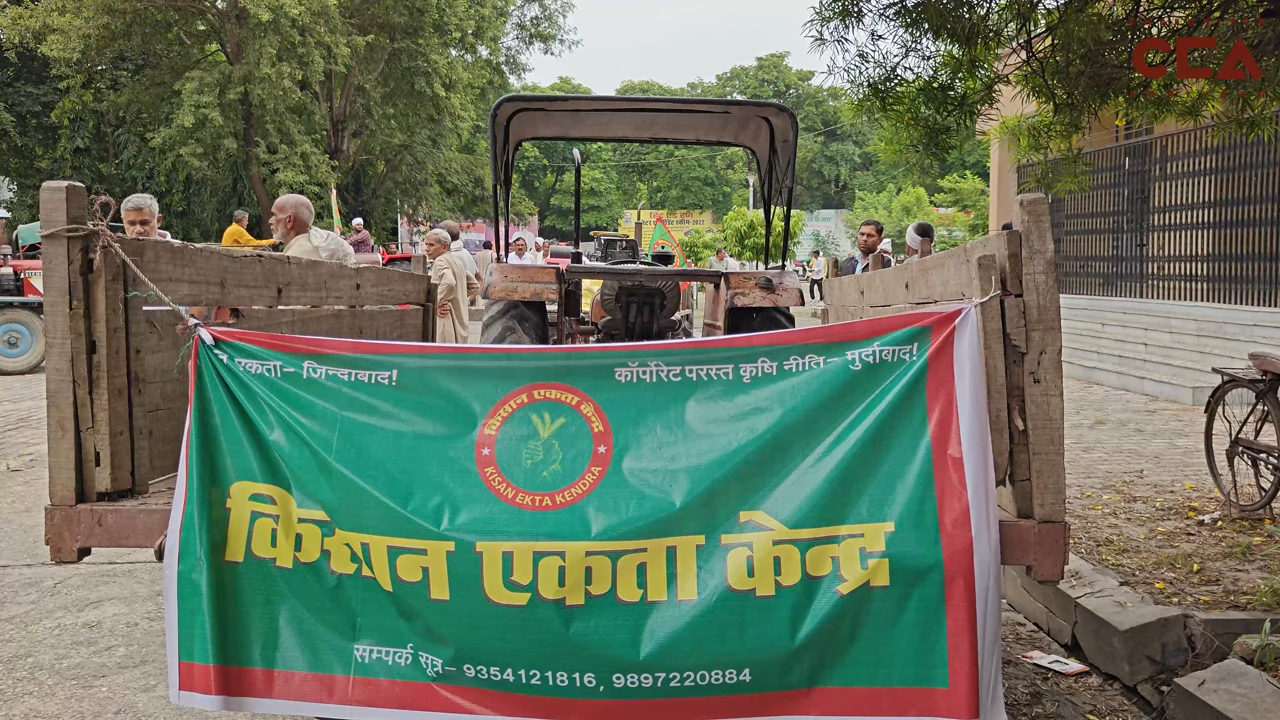 CEA
एकता- जिन्दाबाद!
कॉर्पोरेट परस्त कृषि नीति- मुर्दाबाद!
किसान एकता केन्द्र
KISAN EKTA KENDRA
किसान एकता केन्द्र
सम्पर्क सूत्र- 9354121816, 9897220884